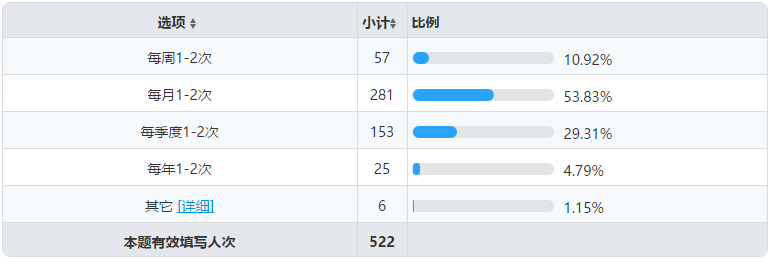 选项 小计 比例
每周1-2次 57 10.92%
每月1-2次 281 53.83%
每季度1-2次 153 29.31%
每年1-2次 25 4.79%
其它 [详细] 6 1.15%
本题有效填写人次 522